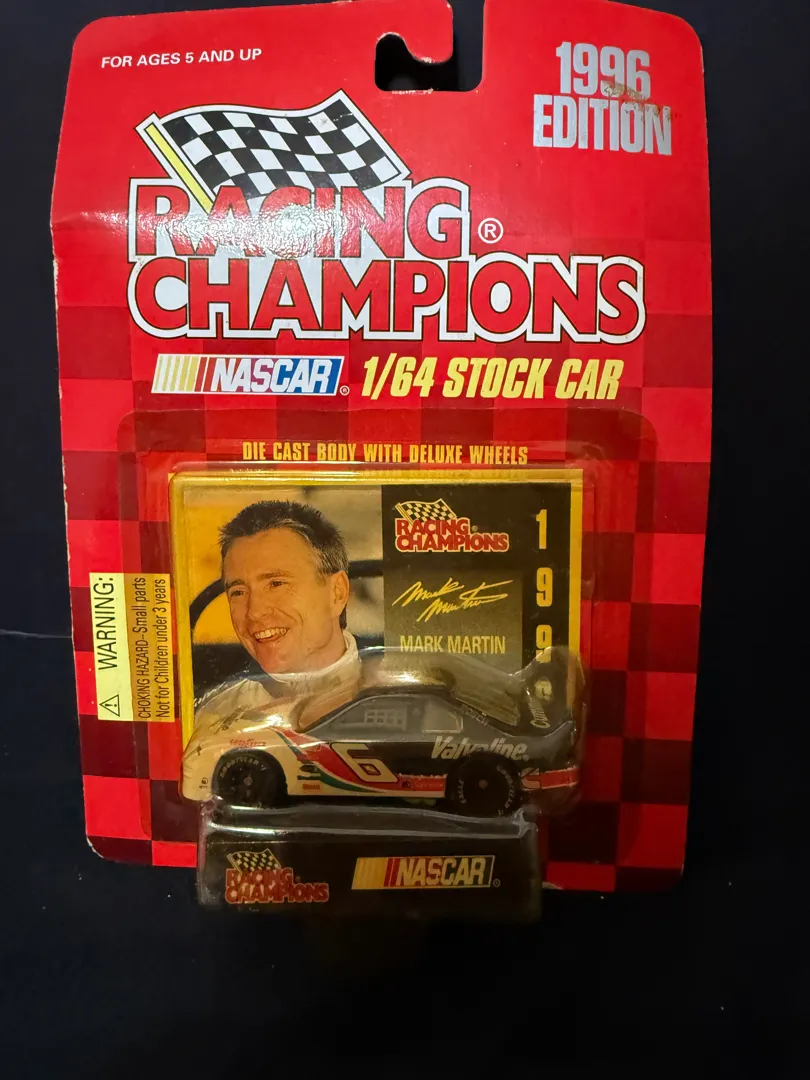 FOR AGES 5 AND UP
1996
EDITION
RACING ®
CHAMPIONS
NASCAR ® 1/64 STOCK CAR
DIE CAST BODY WITH DELUXE WHEELS
RACING ®
CHAMPIONS
1
9
9
Mark Martin
MARK MARTIN
⚠ WARNING:
CHOKING HAZARD-Small parts
Not for Children under 3 years
6
Valvoline
RACING
CHAMPIONS
NASCAR ®